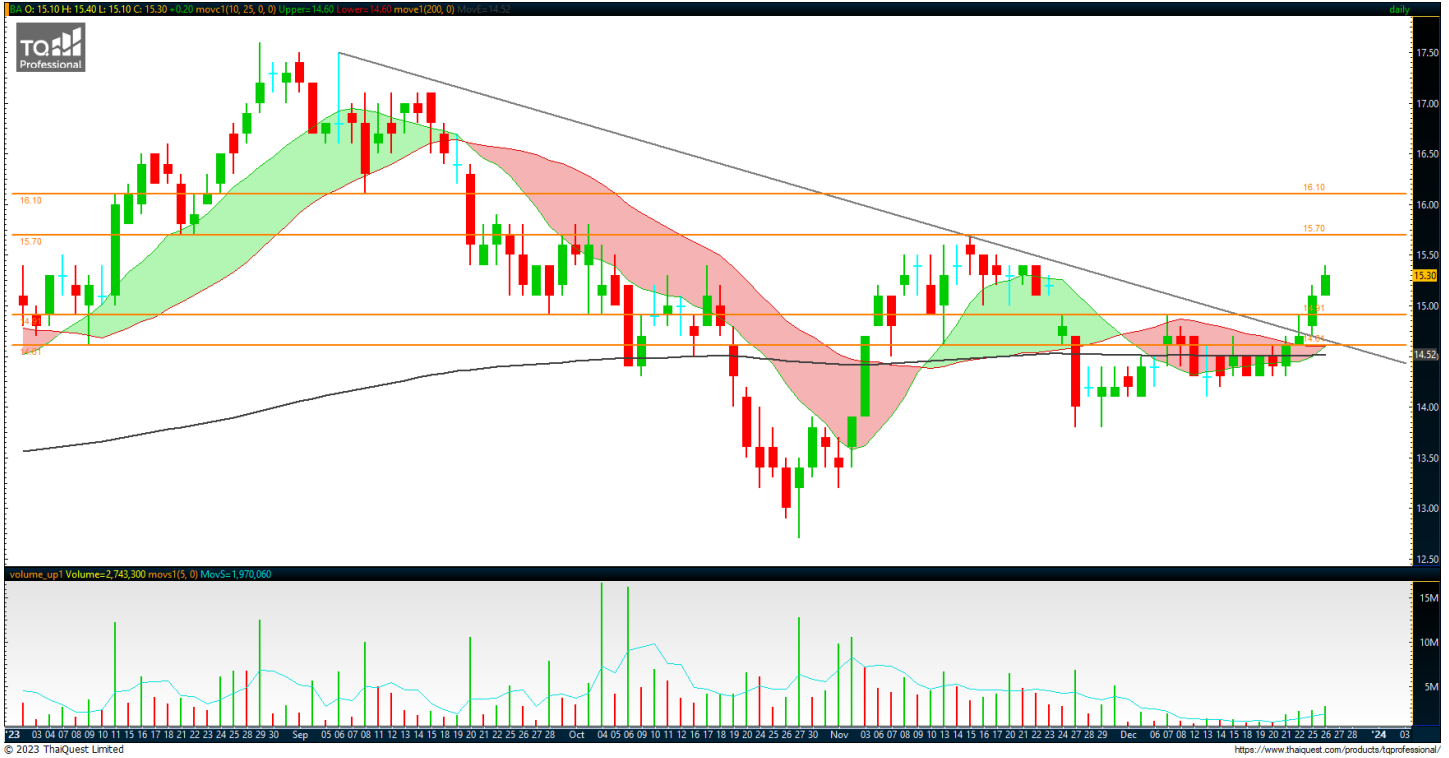 BA O: 15.10 H: 15.40 L: 15.10 C: 15.30 +0.20 movc1(10, 25, 0, 0) Upper=14.60 Lower=14.60 move1(200, 0) MovE=14.52 daily
TQ
Professional
17.50
17.00
16.50
16.10 16.10
16.00
15.70 15.70
15.50
15.30
15.00
14.91
14.61
14.52
14.00
13.50
13.00
12.50
volume_up1 Volume=2,743,300 movs1(5, 0) MovS=1,970,060
15M
10M
5M
'23 03 04 07 08 09 10 11 15 16 17 18 21 22 23 24 25 28 29 30 Sep 05 06 07 08 11 12 13 14 15 18 19 20 21 22 25 26 27 28 Oct 04 05 06 09 10 11 12 16 17 18 19 20 24 25 26 27 30 Nov 03 06 07 08 09 10 13 14 15 16 17 20 21 22 23 24 27 28 29 Dec 06 07 08 12 13 14 15 18 19 20 21 22 25 26 27 28 '24 03
© 2023 ThaiQuest Limited https://www.thaiquest.com/products/tqprofessional/